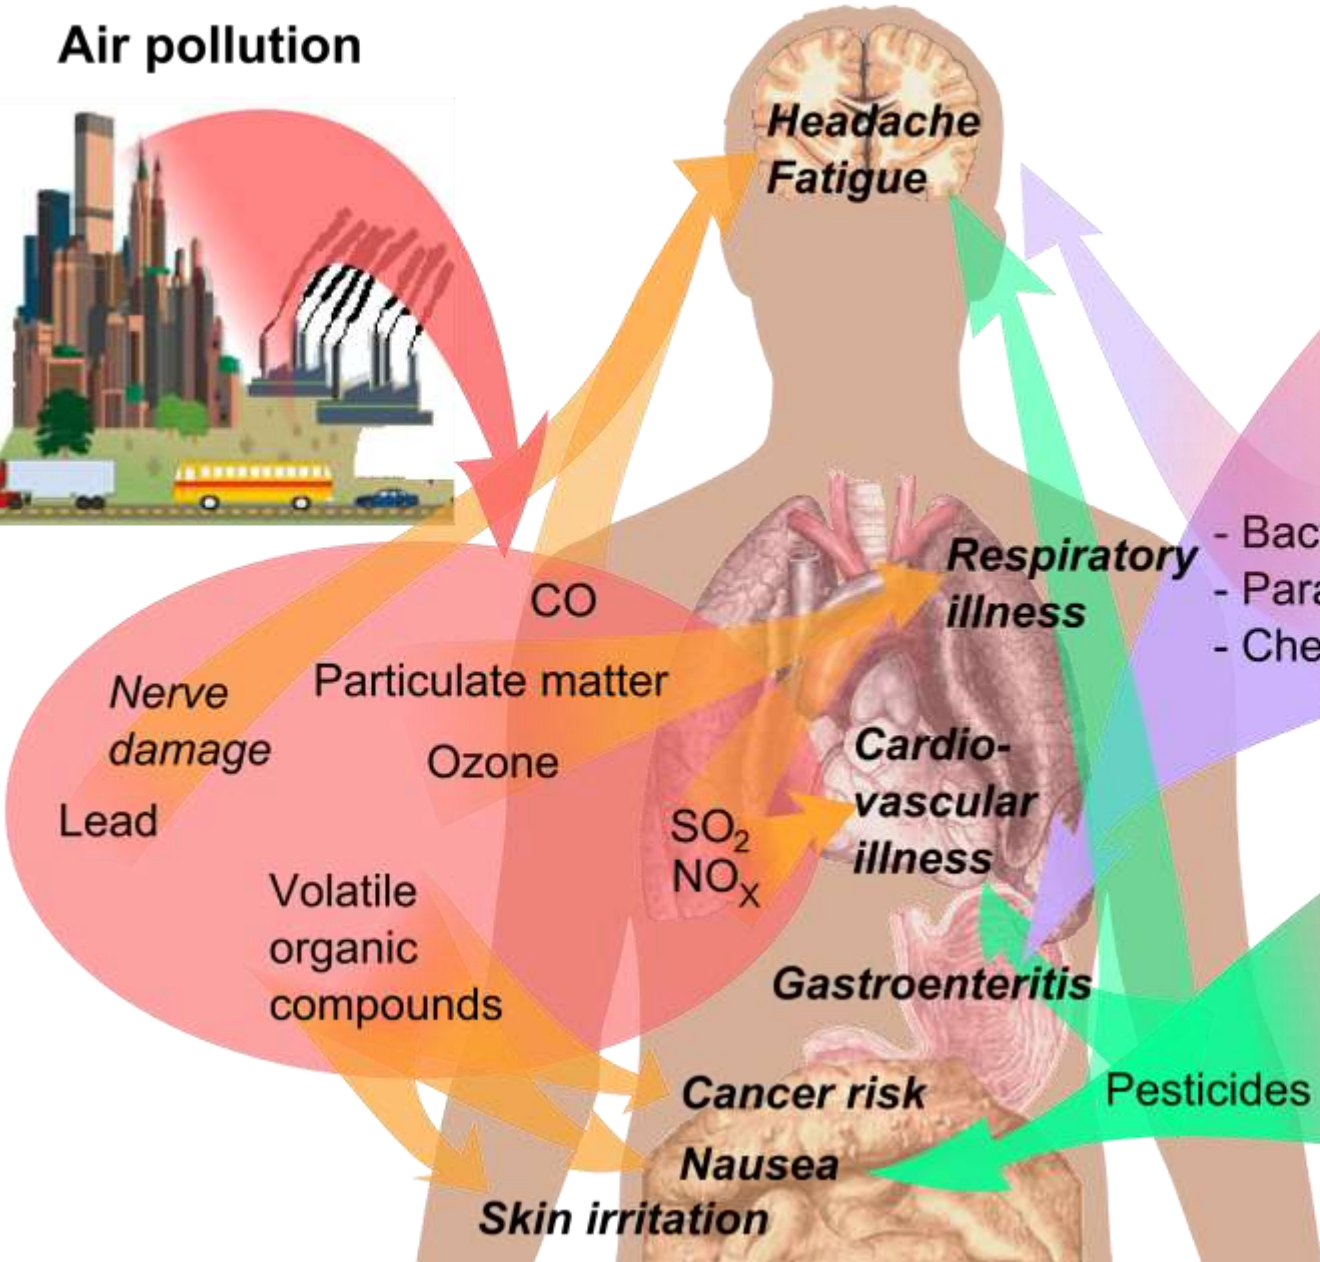 Air pollution
Headache
Fatigue
CO
Particulate matter
Nerve
damage
Ozone
Lead
SO₂
NOₓ
Volatile
organic
compounds
Respiratory
illness
Cardio-
vascular
illness
Gastroenteritis
Cancer risk
Nausea
Skin irritation
- Bac
- Para
- Che
Pesticides